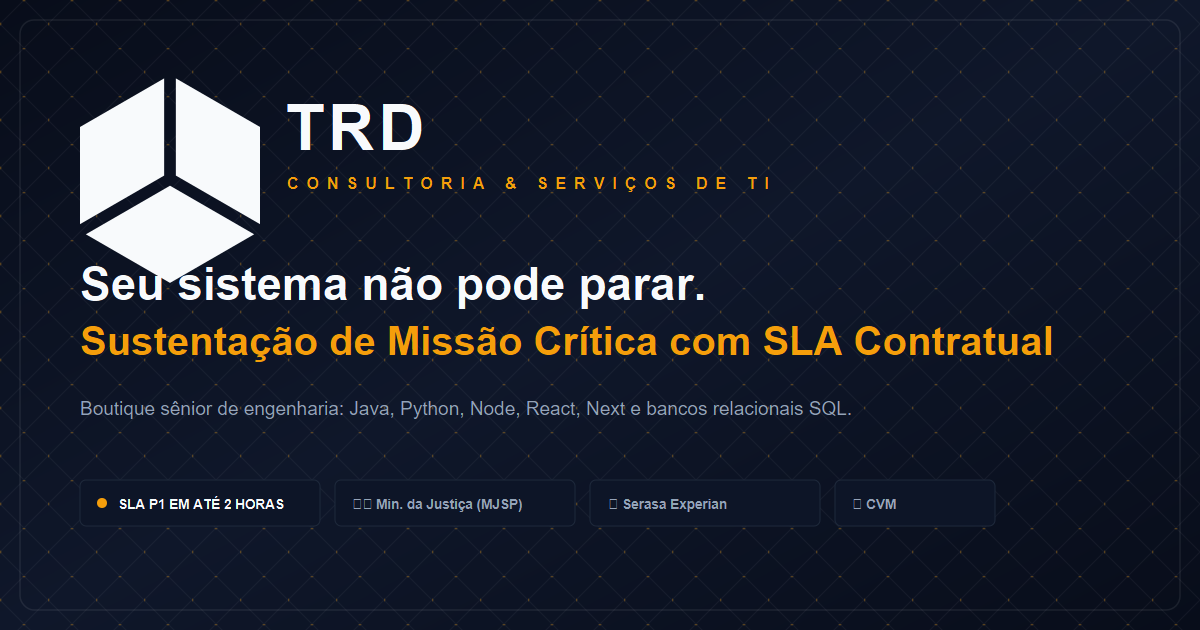 TRD
CONSULTORIA & SERVIÇOS DE TI
Seu sistema não pode parar.
Sustentação de Missão Crítica com SLA Contratual
Boutique sênior de engenharia: Java, Python, Node, React, Next e bancos relacionais SQL.
SLA P1 EM ATÉ 2 HORAS
Min. da Justiça (MJSP)
Serasa Experian
CVM